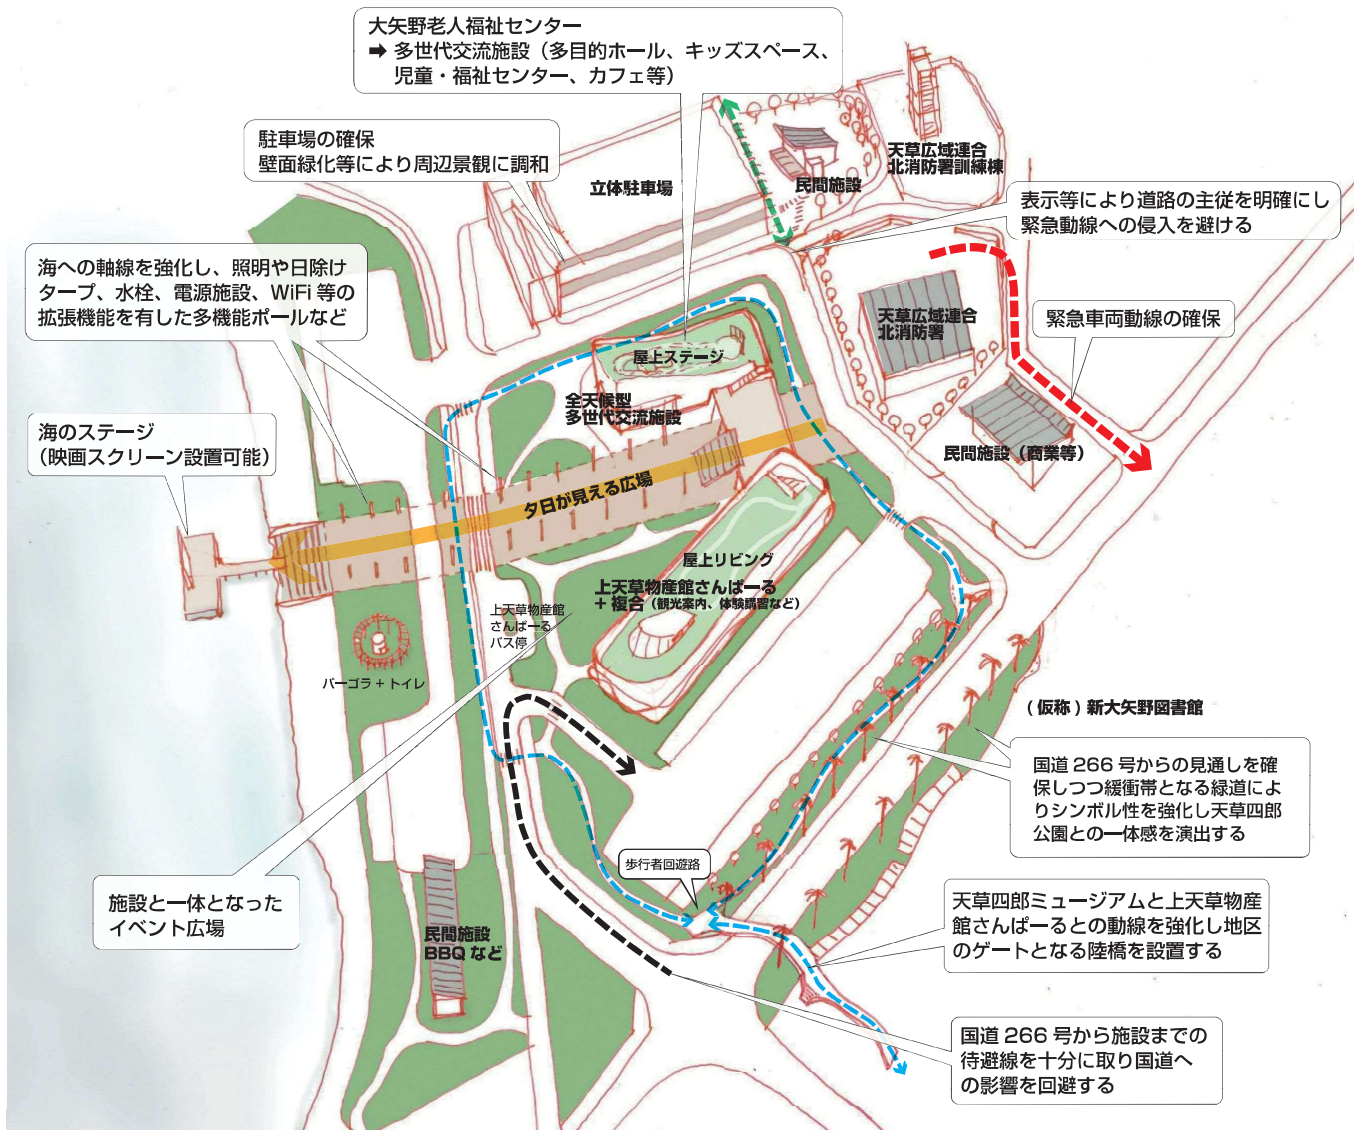 大矢野老人福祉センター
➡ 多世代交流施設（多目的ホール、キッズスペース、
児童・福祉センター、カフェ等）
駐車場の確保
壁面緑化等により周辺景観に調和
立体駐車場
民間施設
天草広域連合
北消防署訓練棟
表示等により道路の主従を明確にし
緊急動線への侵入を避ける
海への軸線を強化し、照明や日除け
タープ、水栓、電源施設、WiFi 等の
拡張機能を有した多機能ポールなど
天草広域連合
北消防署
緊急車両動線の確保
屋上ステージ
全天候型
多世代交流施設
海のステージ
（映画スクリーン設置可能）
民間施設（商業等）
夕日が見える広場
屋上リビング
上天草物産館さんぱーる
+ 複合（観光案内、体験講習など）
上天草物産館
さんぱーる
バス停
パーゴラ + トイレ
( 仮称 ) 新大矢野図書館
国道 266 号からの見通しを確
保しつつ緩衝帯となる緑道によ
りシンボル性を強化し天草四郎
公園との一体感を演出する
歩行者回遊路
施設と一体となった
イベント広場
民間施設
BBQ など
天草四郎ミュージアムと上天草物産
館さんぱーるとの動線を強化し地区
のゲートとなる陸橋を設置する
国道 266 号から施設までの
待避線を十分に取り国道へ
の影響を回避する